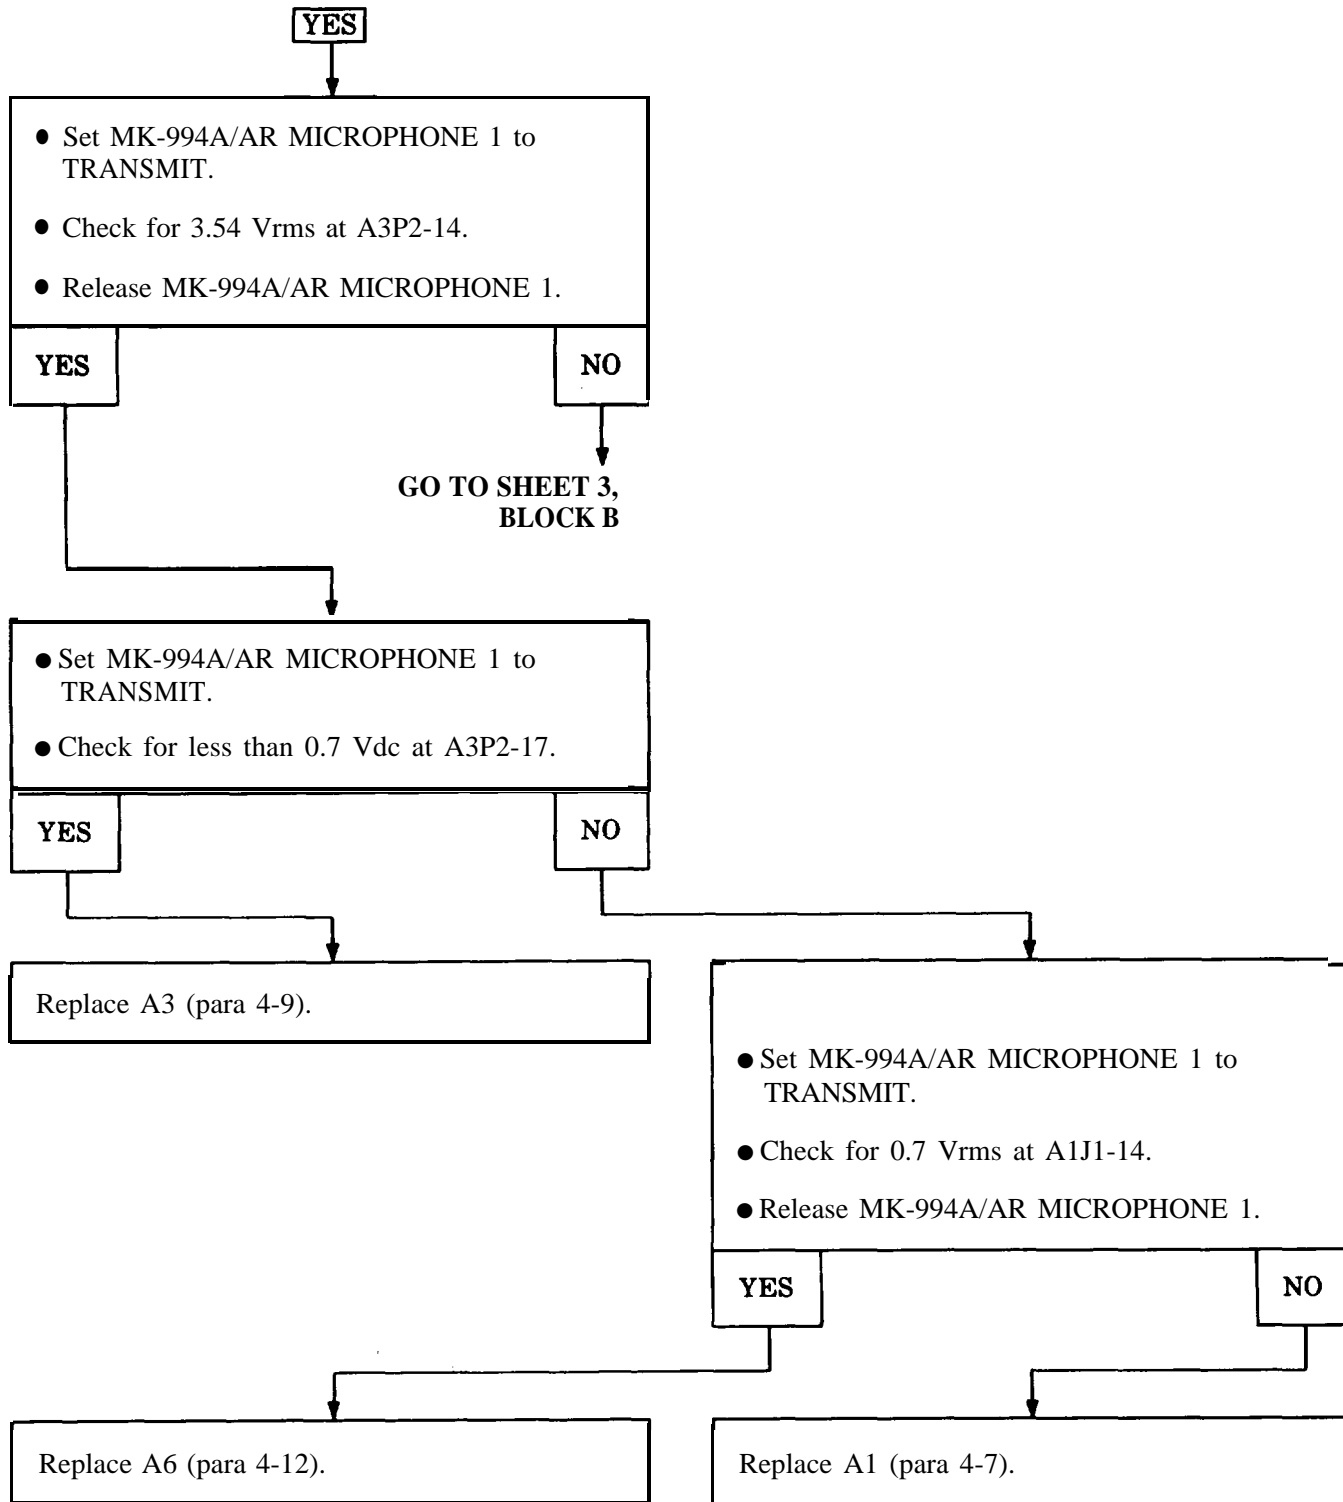 YES
● Set MK-994A/AR MICROPHONE 1 to
TRANSMIT.
● Check for 3.54 Vrms at A3P2-14.
● Release MK-994A/AR MICROPHONE 1.
YES
NO
GO TO SHEET 3,
BLOCK B
● Set MK-994A/AR MICROPHONE 1 to
TRANSMIT.
● Check for less than 0.7 Vdc at A3P2-17.
YES
NO
Replace A3 (para 4-9).
● Set MK-994A/AR MICROPHONE 1 to
TRANSMIT.
● Check for 0.7 Vrms at A1J1-14.
● Release MK-994A/AR MICROPHONE 1.
YES
NO
Replace A6 (para 4-12).
Replace A1 (para 4-7).